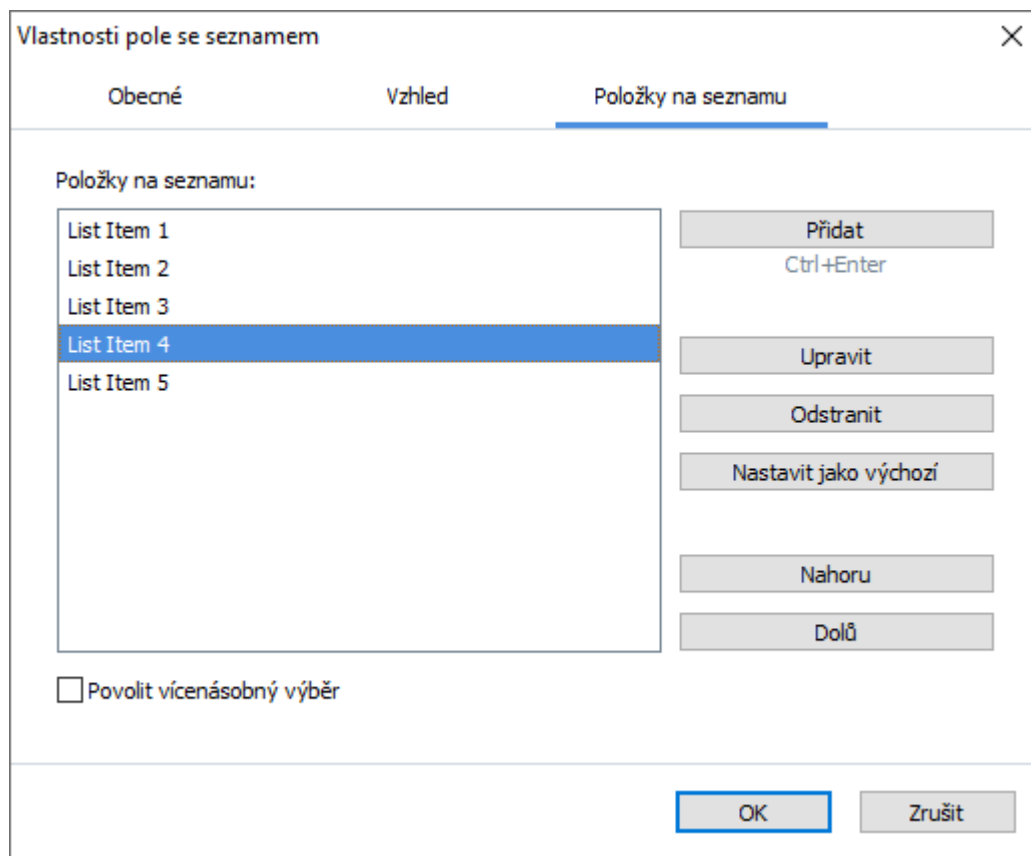 Vlastnosti pole se seznamem
Obecné
Vzhled
Položky na seznamu
Položky na seznamu:
List Item 1
List Item 2
List Item 3
List Item 4
List Item 5
Přidat
Ctrl+Enter
Upravit
Odstranit
Nastavit jako výchozí
Nahoru
Dolů
Povolit vícenásobný výběr
OK
Zrušit